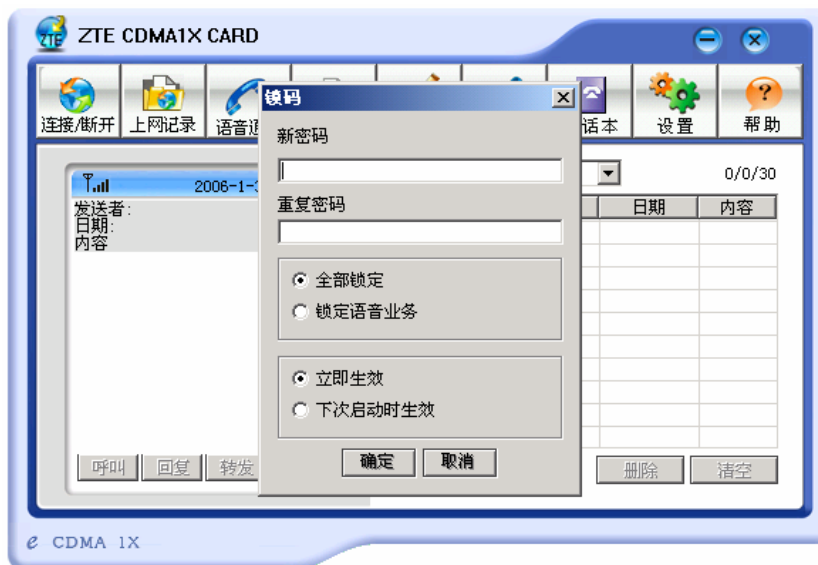 ZTE CDMA1X CARD
连接/断开
上网记录
语音通
话本
设置
帮助
锁码
新密码
重复密码
全部锁定
锁定语音业务
立即生效
下次启动时生效
确定
取消
2006-1-3
发送者:
日期:
内容
0/0/30
日期
内容
呼叫
回复
转发
删除
清空
e CDMA 1X